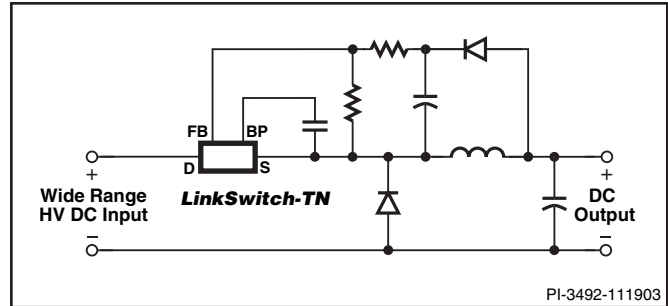 FB BP
D S
+ LinkSwitch-TN +
Wide Range
HV DC Input
DC
Output
– –
PI-3492-111903